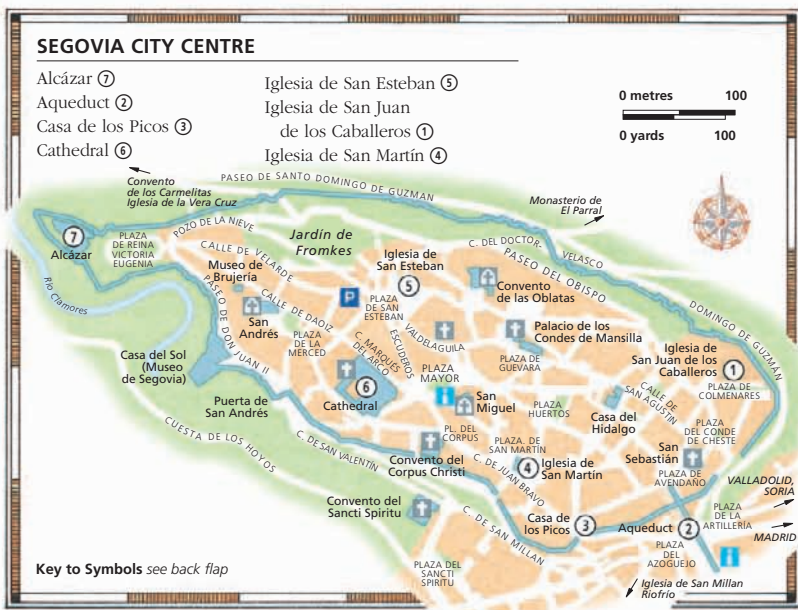 SEGOVIA CITY CENTRE
Alcázar ⑦
Aqueduct ②
Casa de los Picos ③
Cathedral ⑥
Iglesia de San Esteban ⑤
Iglesia de San Juan
de los Caballeros ①
Iglesia de San Martín ④
0 metres 100
0 yards 100
Convento
de los Carmelitas
Iglesia de la Vera Cruz
PASEO DE SANTO DOMINGO DE GUZMAN
Monasterio de
El Parral
⑦
Alcázar
PLAZA
DE REINA
VICTORIA
EUGENIA
POZO DE LA NIEVE
Jardín de
Fromkes
C. DEL DOCTOR-
VELASCO
CALLE DE VELARDE
Iglesia de
San Esteban
⑤
PASEO DEL OBISPO
Museo de
Brujería
Convento
de las Oblatas
DOMINGO DE GUZMÁN
Río Clamores
CALLE DE DAOIZ
P
PLAZA
DE SAN
ESTEBAN
San
Andrés
PASEO DE DON JUAN II
PLAZA
DE LA
MERCED
C. MARQUES
DEL ARCO
ESCUDEROS
VALDELAGUILA
Palacio de los
Condes de Mansilla
Iglesia de
San Juan de los
Caballeros
①
Casa del Sol
(Museo
de Segovia)
PLAZA DE
GUEVARA
PLAZA
MAYOR
PLAZA DE
COLMENARES
CALLE DE
SAN AGUSTIN
⑥
Cathedral
i
San
Miguel
PLAZA
HUERTOS
Casa del
Hidalgo
Puerta de
San Andrés
PL. DEL
CORPUS
PLAZA. DE
SAN MARTÍN
PLAZA
DEL CONDE
DE CHESTE
CUESTA DE LOS HOYOS
C. DE SAN VALENTÍN
Convento del
Corpus Christi
C. DE JUAN BRAVO
④
Iglesia de
San Martín
San
Sebastián
PLAZA DE
AVENDAÑO
VALLADOLID,
SORIA
Convento del
Sancti Spiritu
C. DE SAN MILLAN
Casa de
los Picos
③
Aqueduct
②
PLAZA
DE LA
ARTILLERÍA
MADRID
PLAZA
DEL
AZOGUEJO
i
PLAZA DEL
SANCTI
SPIRITU
Key to Symbols see back flap
Iglesia de San Millan
Riofrío